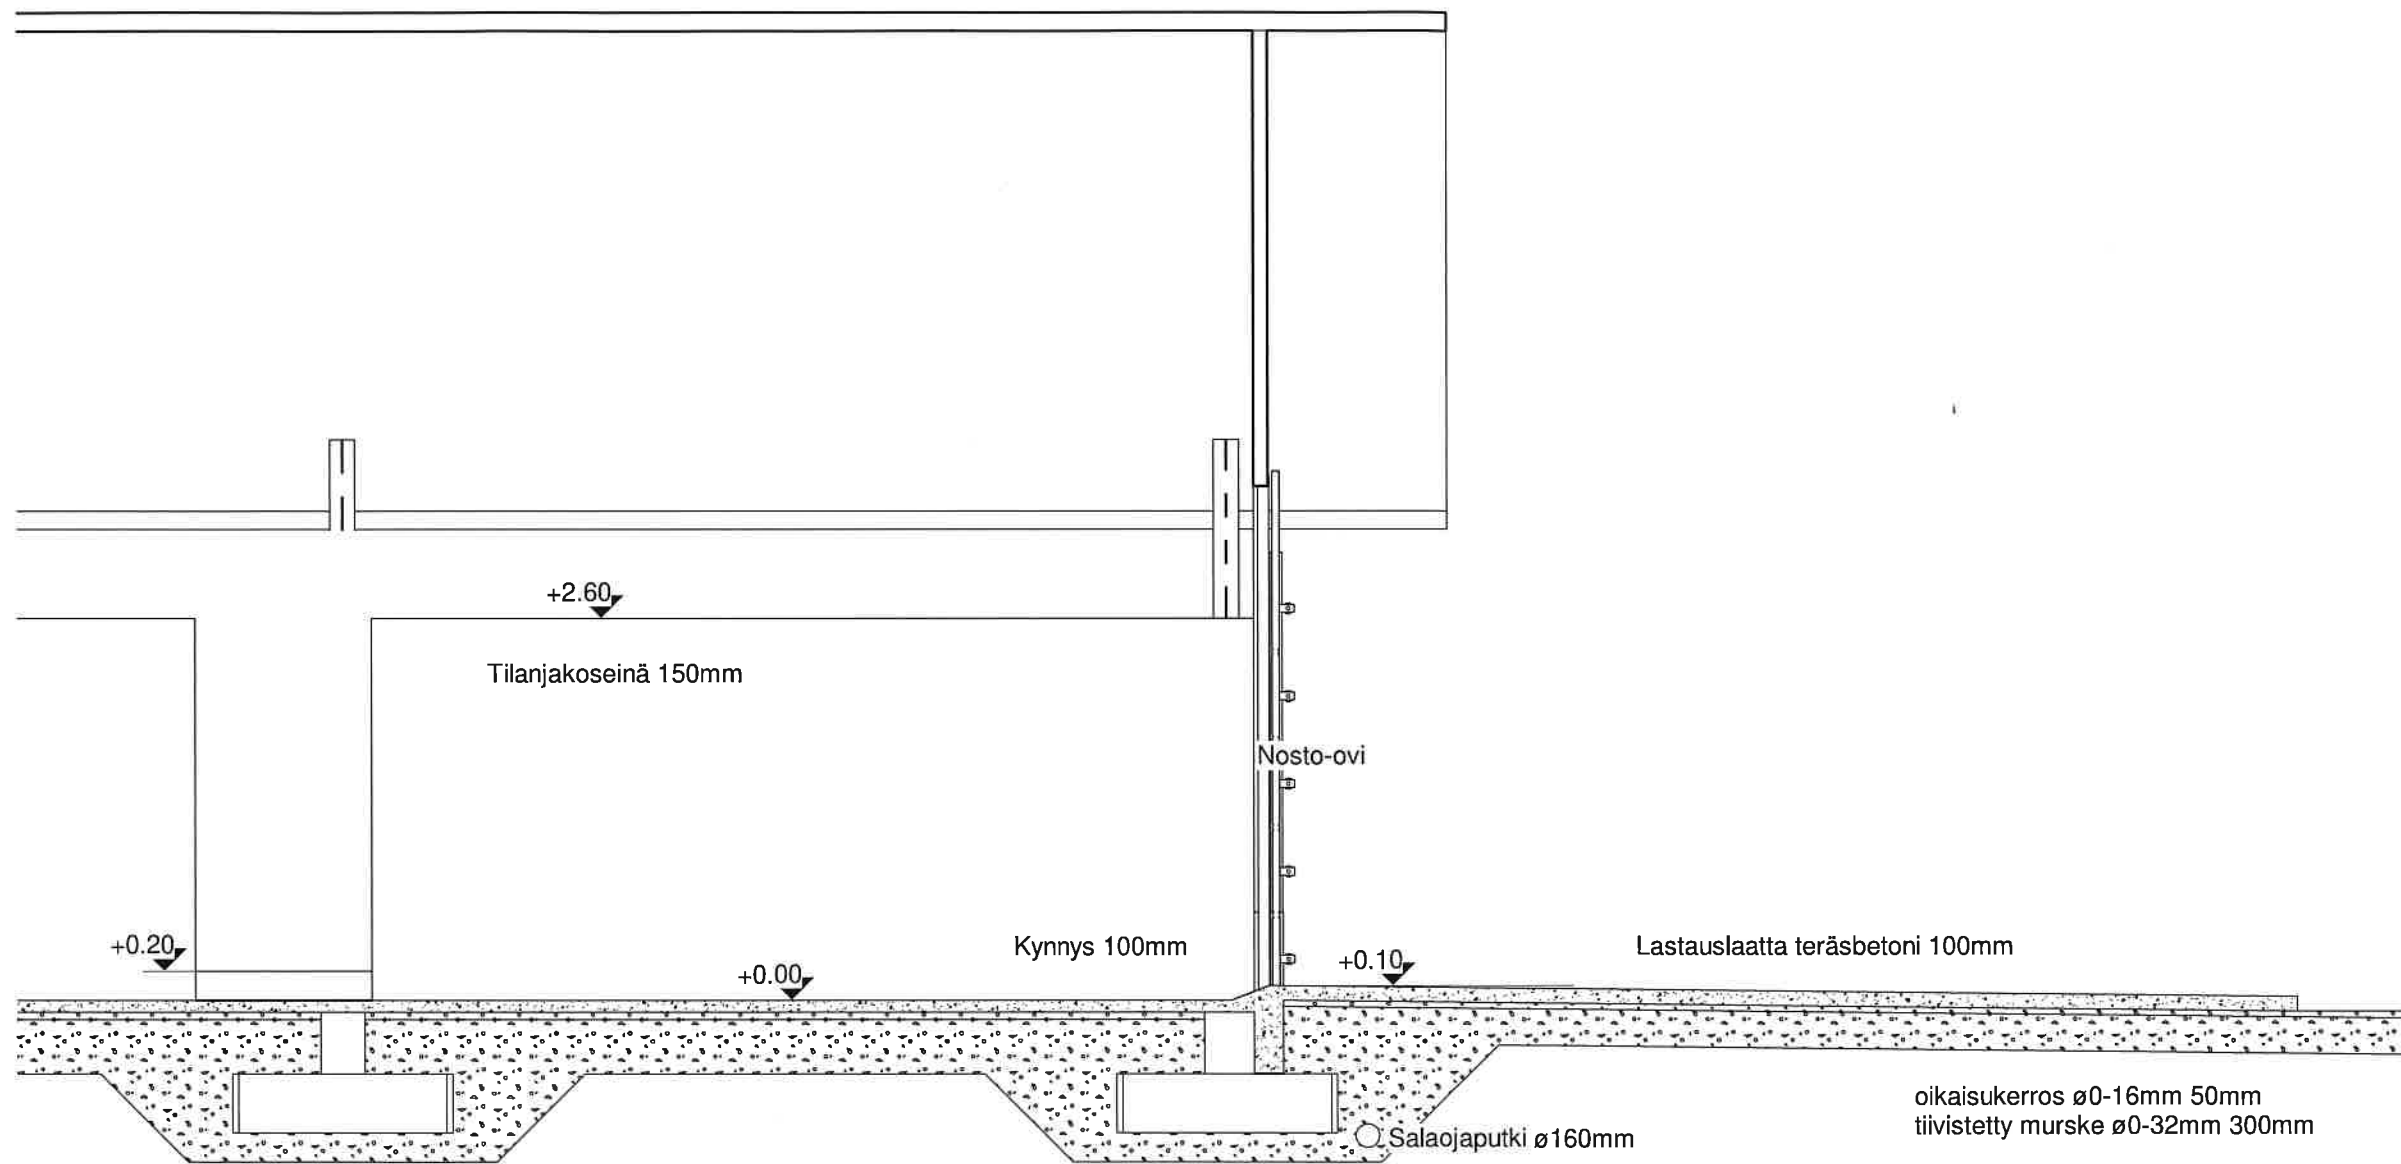 +2.60
Tilanjakoseinä 150mm
Nosto-ovi
+0.20
+0.00
Kynnys 100mm
+0.10
Lastauslaatta teräsbetoni 100mm
oikaisukerros ø0-16mm 50mm
tiivistetty murske ø0-32mm 300mm
Salaojaputki ø160mm